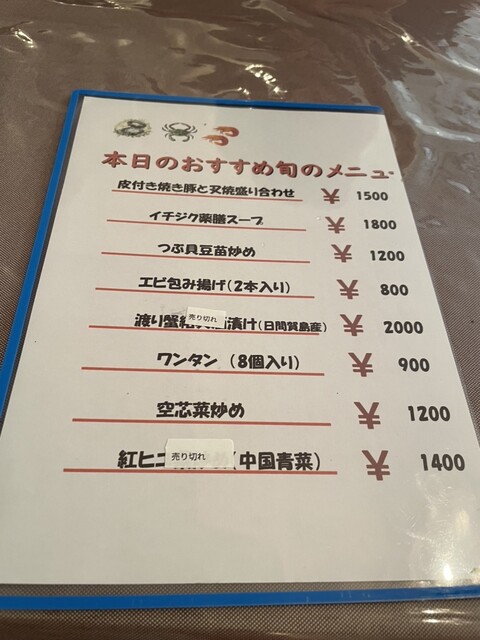 本日のおすすめ旬のメニュー
皮付き焼き豚と叉焼盛り合わせ ¥ 1500
イチジク薬膳スープ ¥ 1800
つぶ貝豆苗炒め ¥ 1200
エビ包み揚げ(2本入り) ¥ 800
渡り蟹 売り切れ 漬け(日間賀島産) ¥ 2000
ワンタン (8個入り) ¥ 900
空芯菜炒め ¥ 1200
紅ヒユ 売り切れ (中国青菜) ¥ 1400